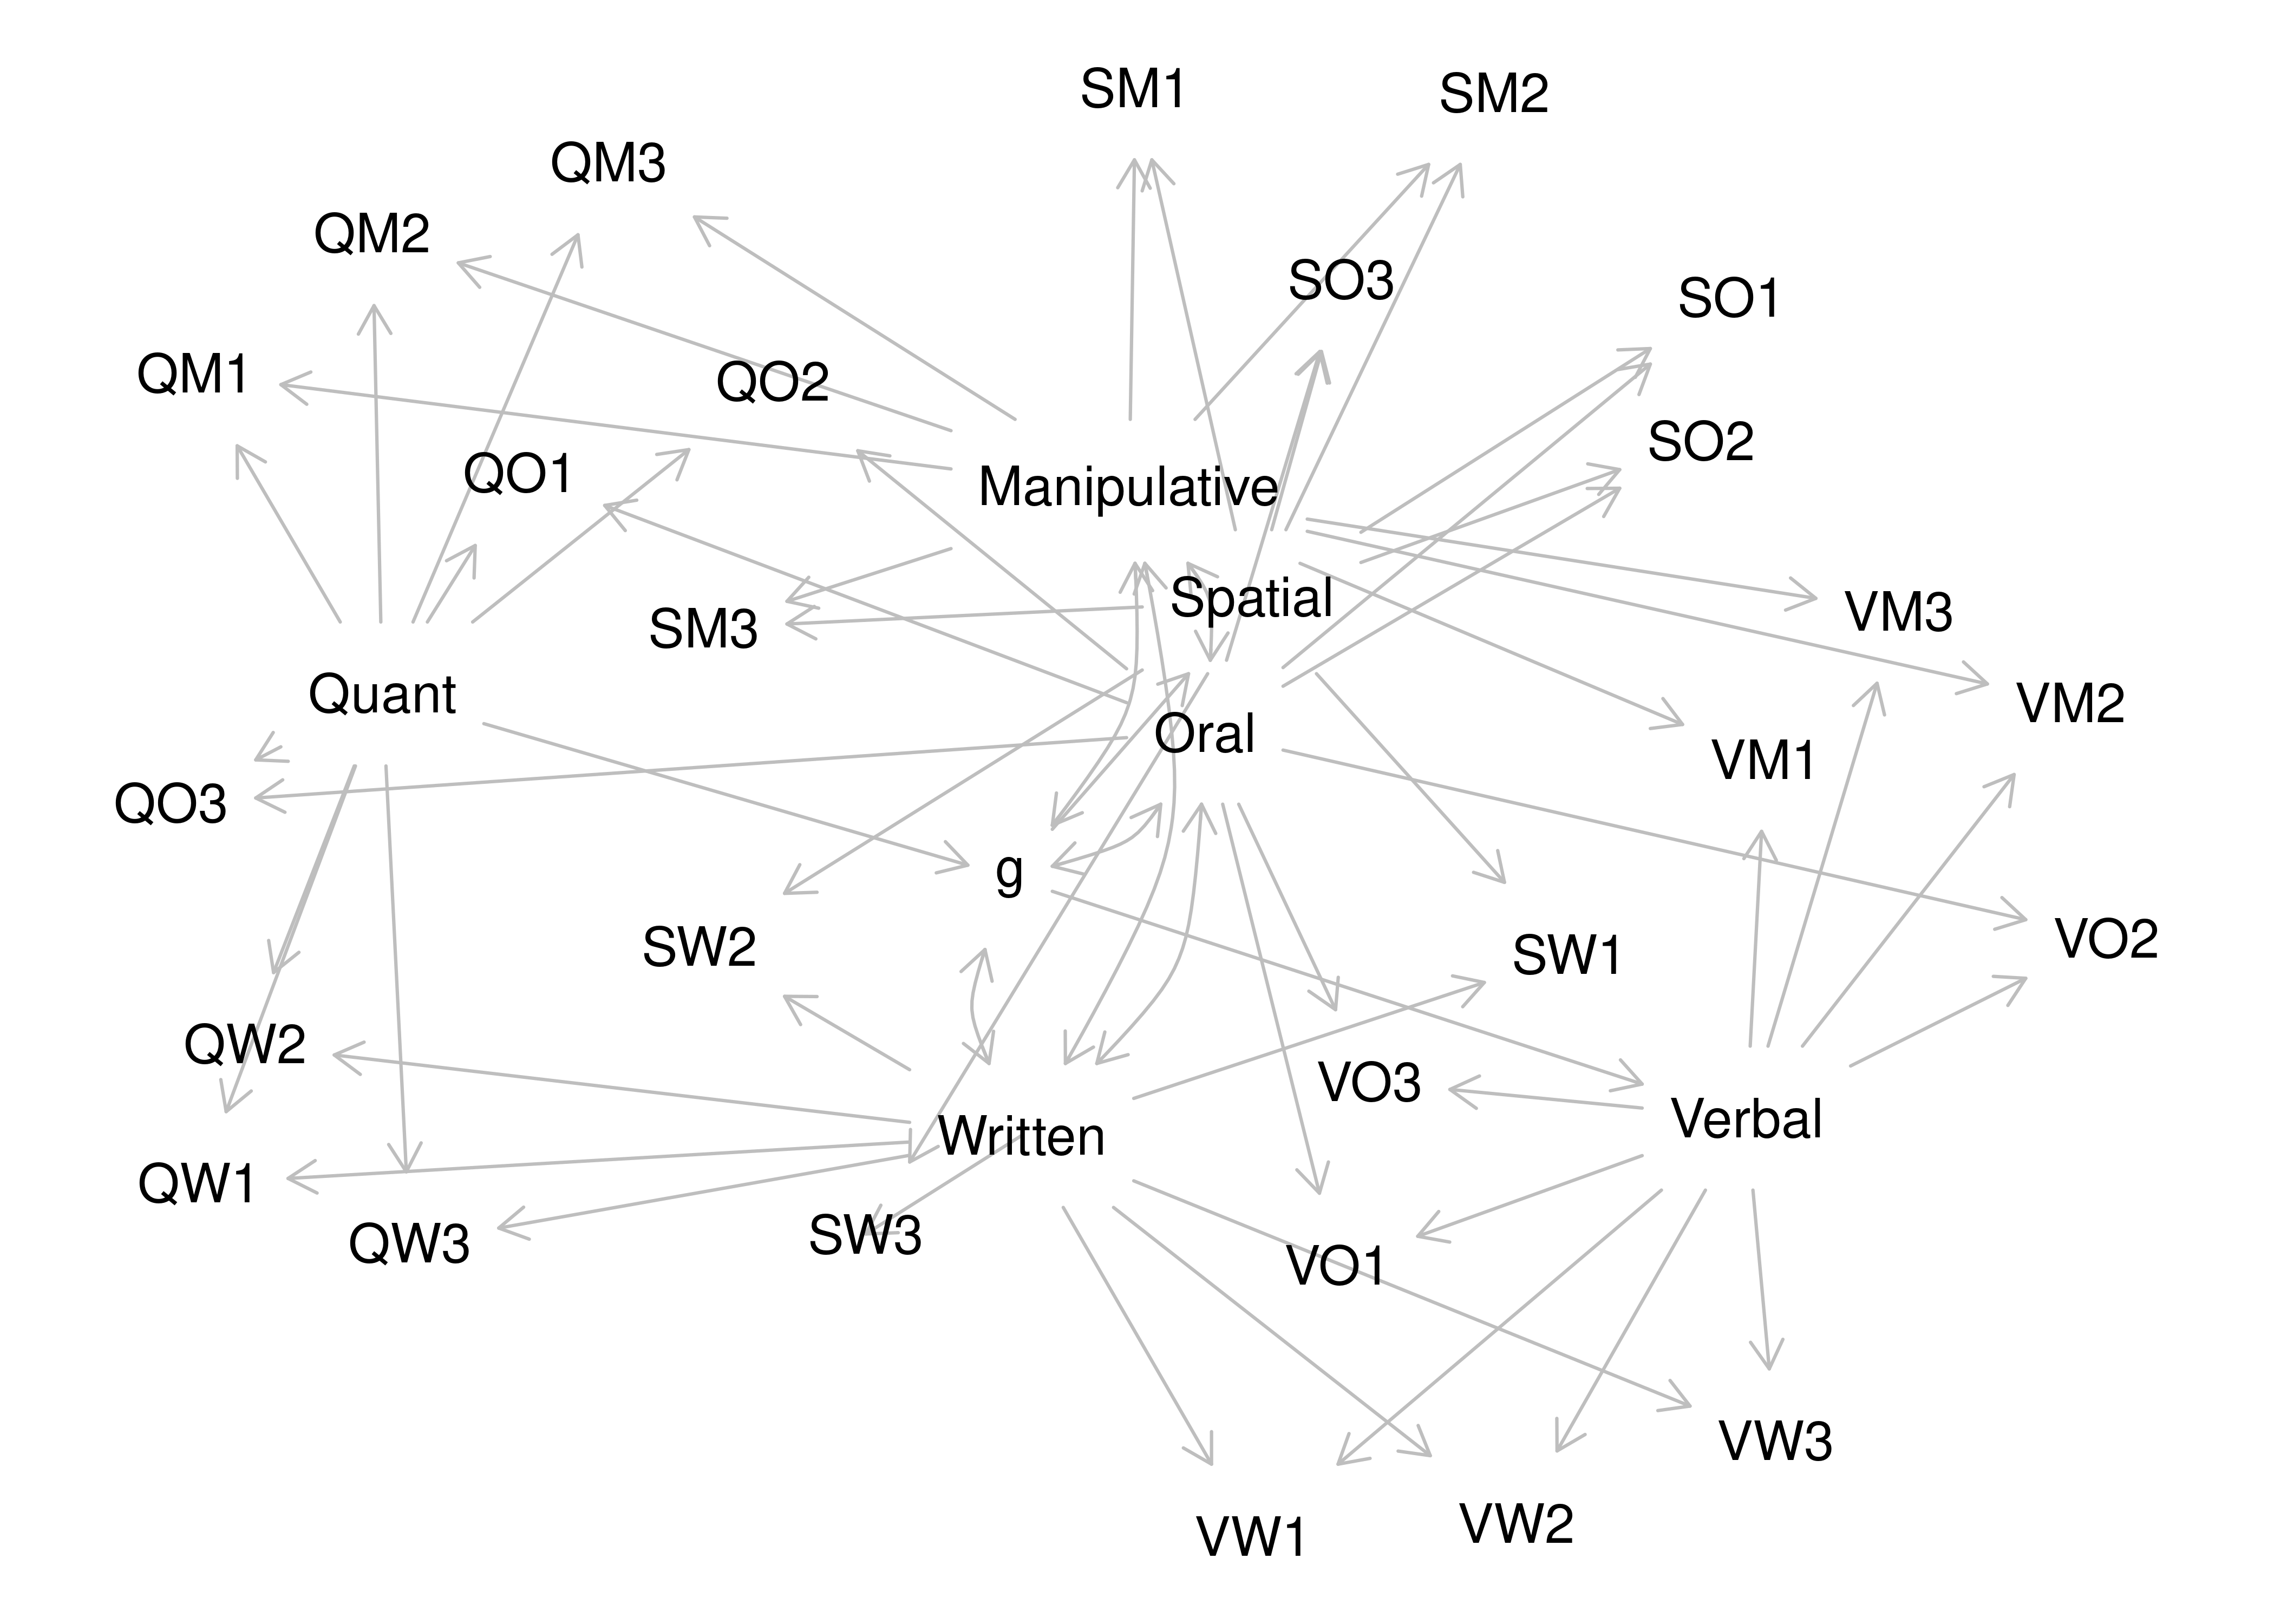 SM1
SM2
QM3
QM2
SO3
SO1
QM1
QO2
SO2
QO1
Manipulative
Spatial
VM3
SM3
Quant
VM2
Oral
VM1
QO3
g
VO2
SW2
SW1
QW2
VO3
Verbal
Written
QW1
SW3
QW3
VO1
VW3
VW2
VW1